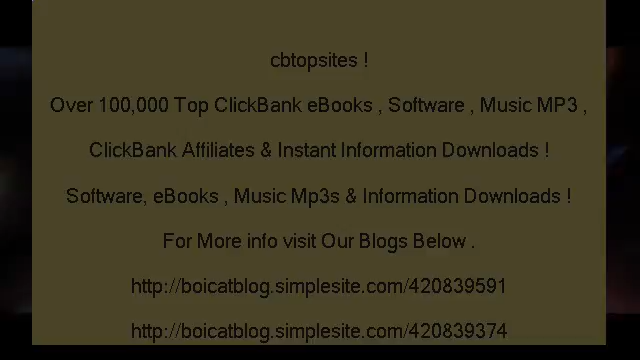 cbtopsites !
Over 100,000 Top ClickBank eBooks , Software , Music MP3 ,
ClickBank Affiliates & Instant Information Downloads !
Software, eBooks , Music Mp3s & Information Downloads !
For More info visit Our Blogs Below .
http://boicatblog.simplesite.com/420839591
http://boicatblog.simplesite.com/420839374